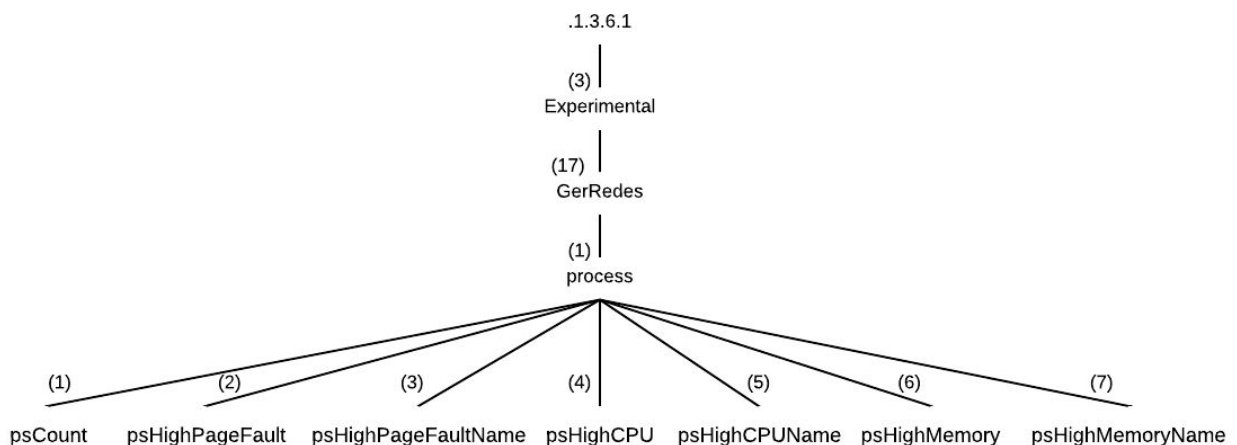 .1.3.6.1
(3)
Experimental
(17)
GerRedes
(1)
process
(1) (2) (3) (4) (5) (6) (7)
psCount psHighPageFault psHighPageFaultName psHighCPU psHighCPUName psHighMemory psHighMemoryName